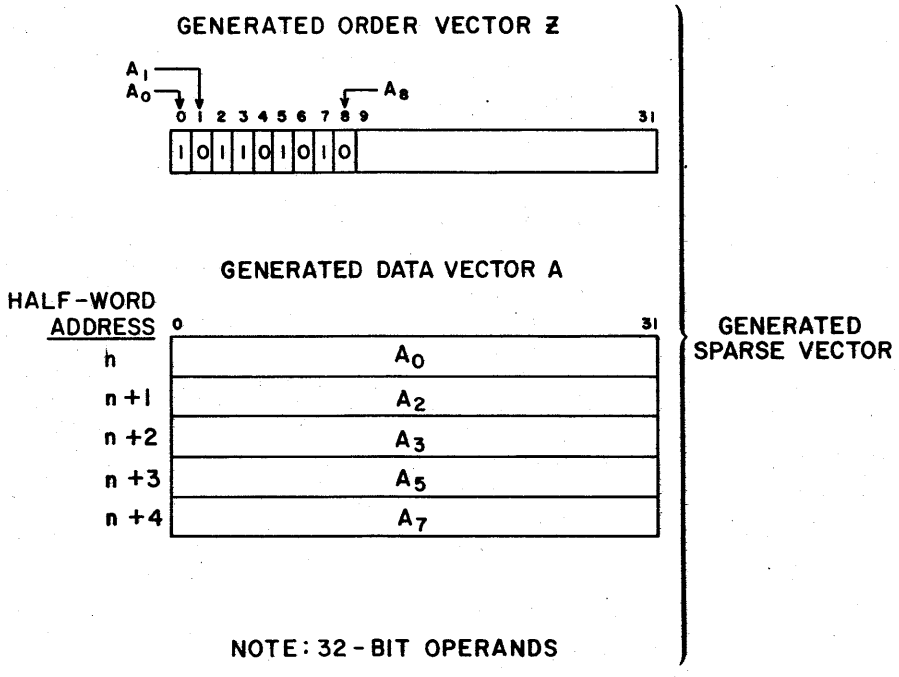 GENERATED ORDER VECTOR Z
A1
A0
A8
0 1 2 3 4 5 6 7 8 9 31
1 0 1 1 0 1 0 1 0
GENERATED DATA VECTOR A
HALF-WORD
ADDRESS
0 31
n A0
n+1 A2
n+2 A3
n+3 A5
n+4 A7
GENERATED
SPARSE VECTOR
NOTE: 32-BIT OPERANDS